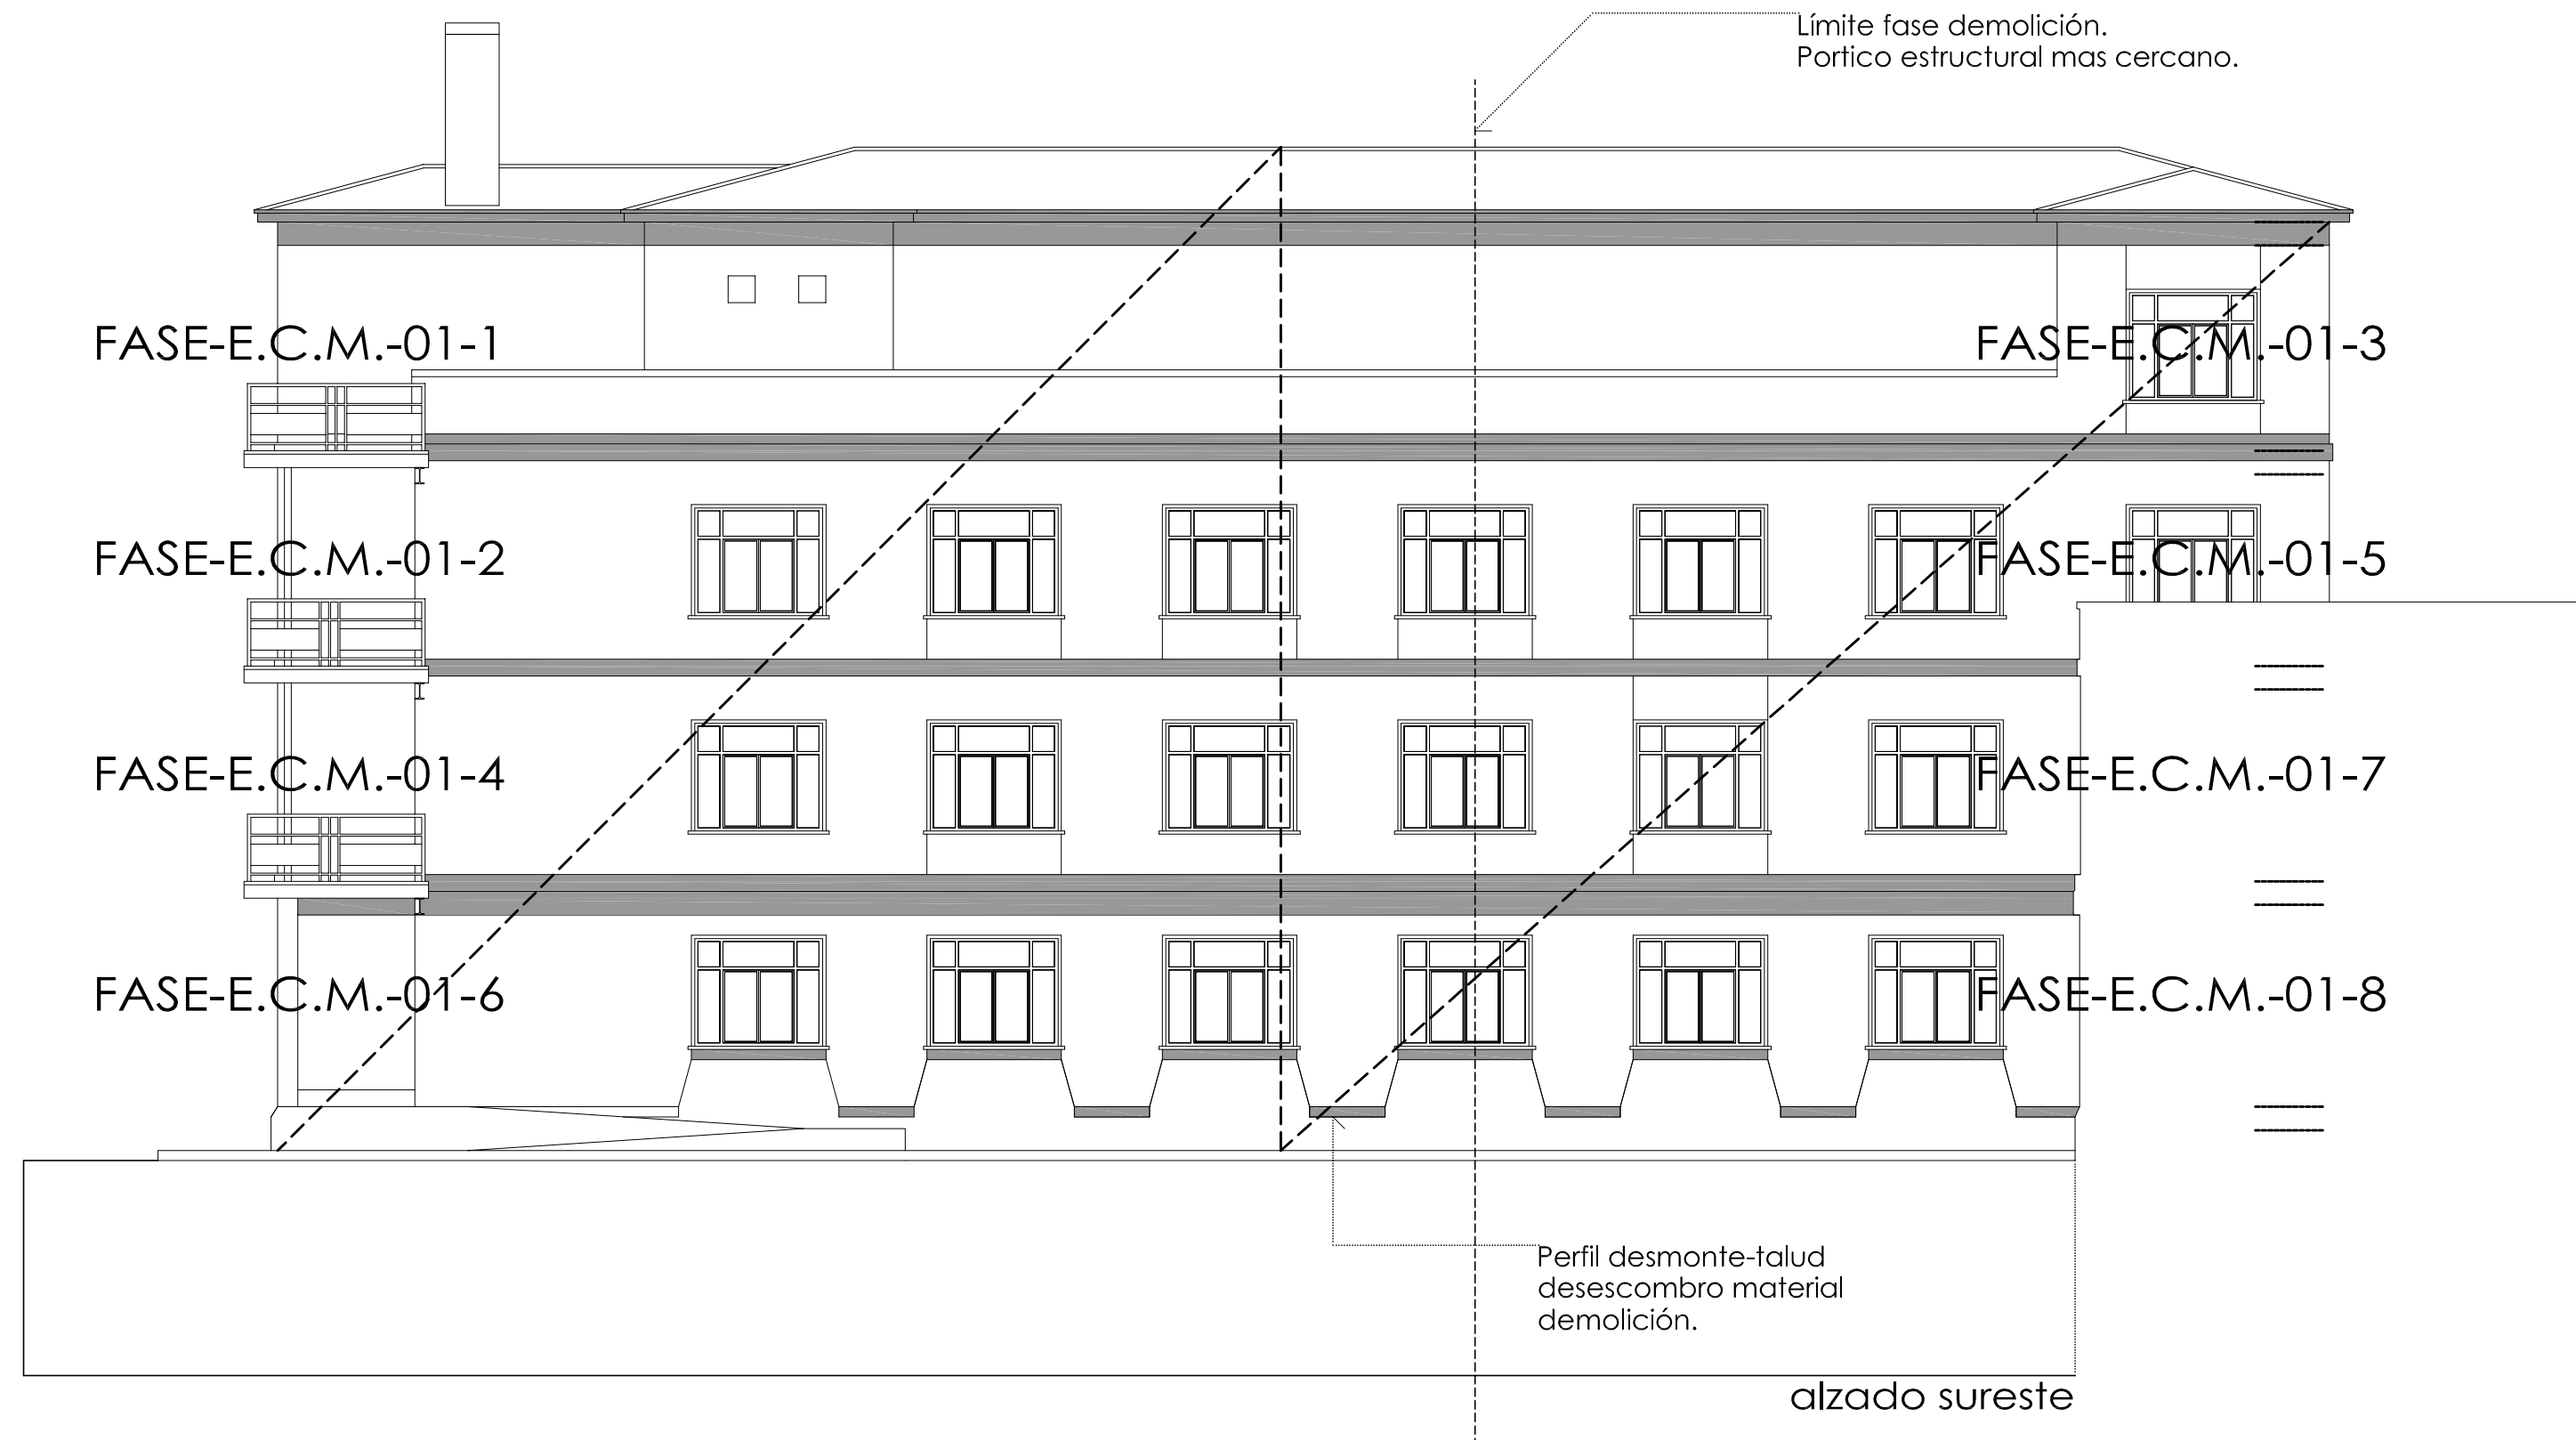 Límite fase demolición.
Portico estructural mas cercano.
FASE-E.C.M.-01-1
FASE-E.C.M.-01-3
FASE-E.C.M.-01-2
FASE-E.C.M.-01-5
FASE-E.C.M.-01-4
FASE-E.C.M.-01-7
FASE-E.C.M.-01-6
FASE-E.C.M.-01-8
Perfil desmonte-talud
desescombro material
demolición.
alzado sureste